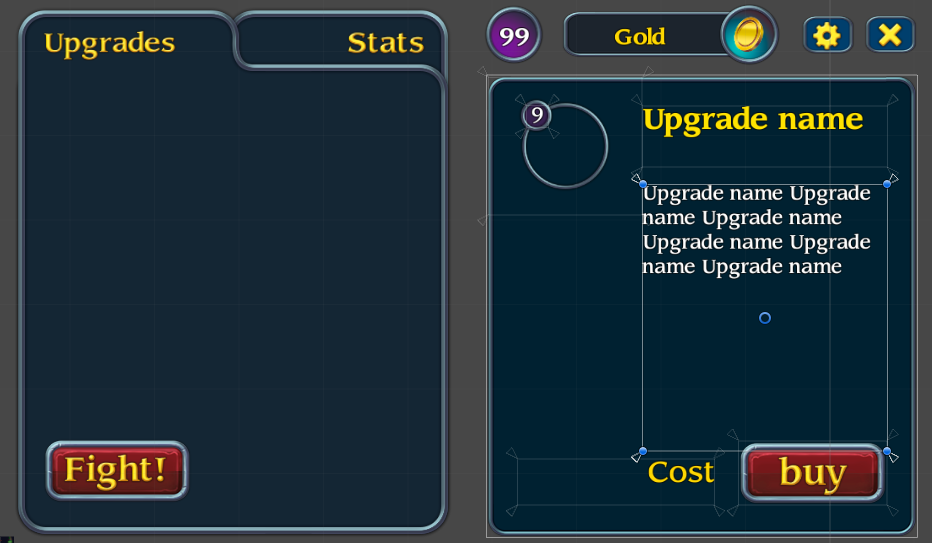 Upgrades
Stats
Fight!
99
Gold
9
Upgrade name
Upgrade name Upgrade
name Upgrade name
Upgrade name Upgrade
name Upgrade name
Cost
buy